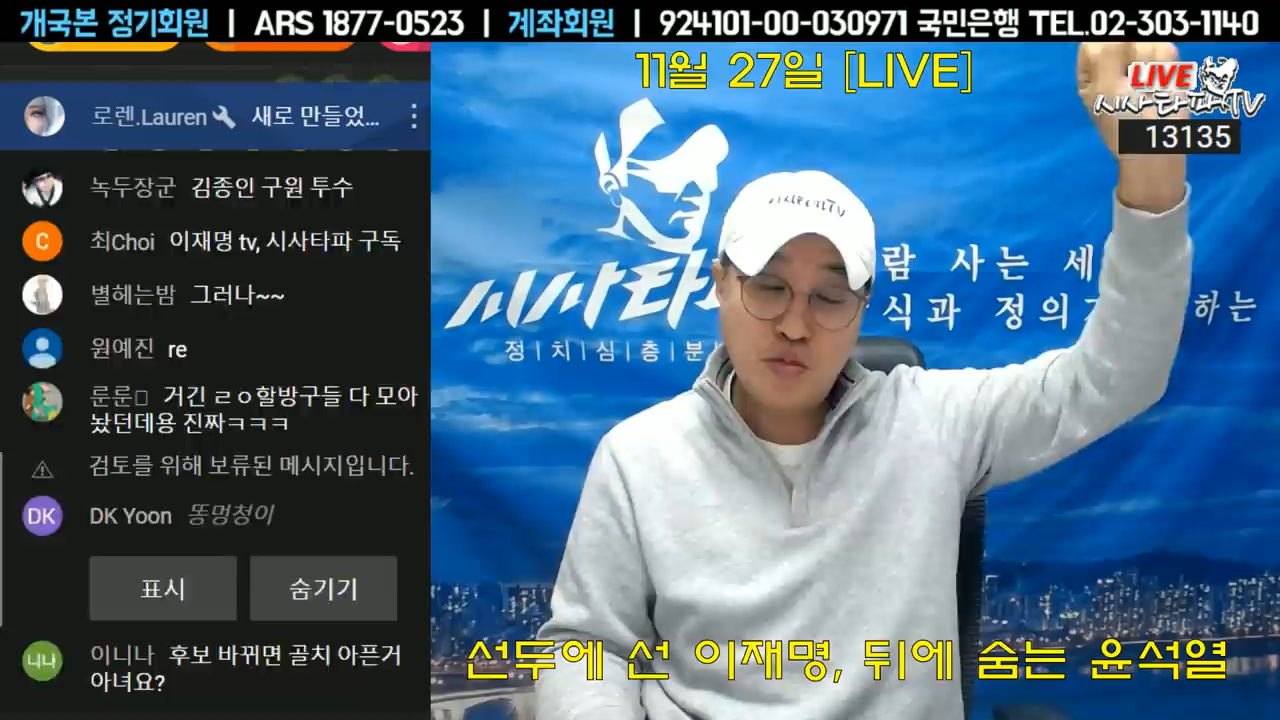 개국본 정기회원 | ARS 1877-0523 | 계좌회원 | 924101-00-030971 국민은행 TEL.02-303-1140
11월 27일 [LIVE]
LIVE
시사타파TV
13135
로렌.Lauren 새로 만들었...
녹두장군 김종인 구원 투수
C
최Choi 이재명 tv, 시사타파 구독
별헤는밤 그러나~~
원예진 re
룬룬 거긴 ㄹㅇ할방구들 다 모아
놨던데용 진짜ㅋㅋㅋ
검토를 위해 보류된 메시지입니다.
DK
DK Yoon 똥멍청이
표시
숨기기
니나
이니나 후보 바뀌면 골치 아픈거
아녀요?
시사타파TV
시사타
정|치|심|층|분
람 사는 세
식과 정의가 하는
선두에 선 이재명, 뒤에 숨는 윤석열